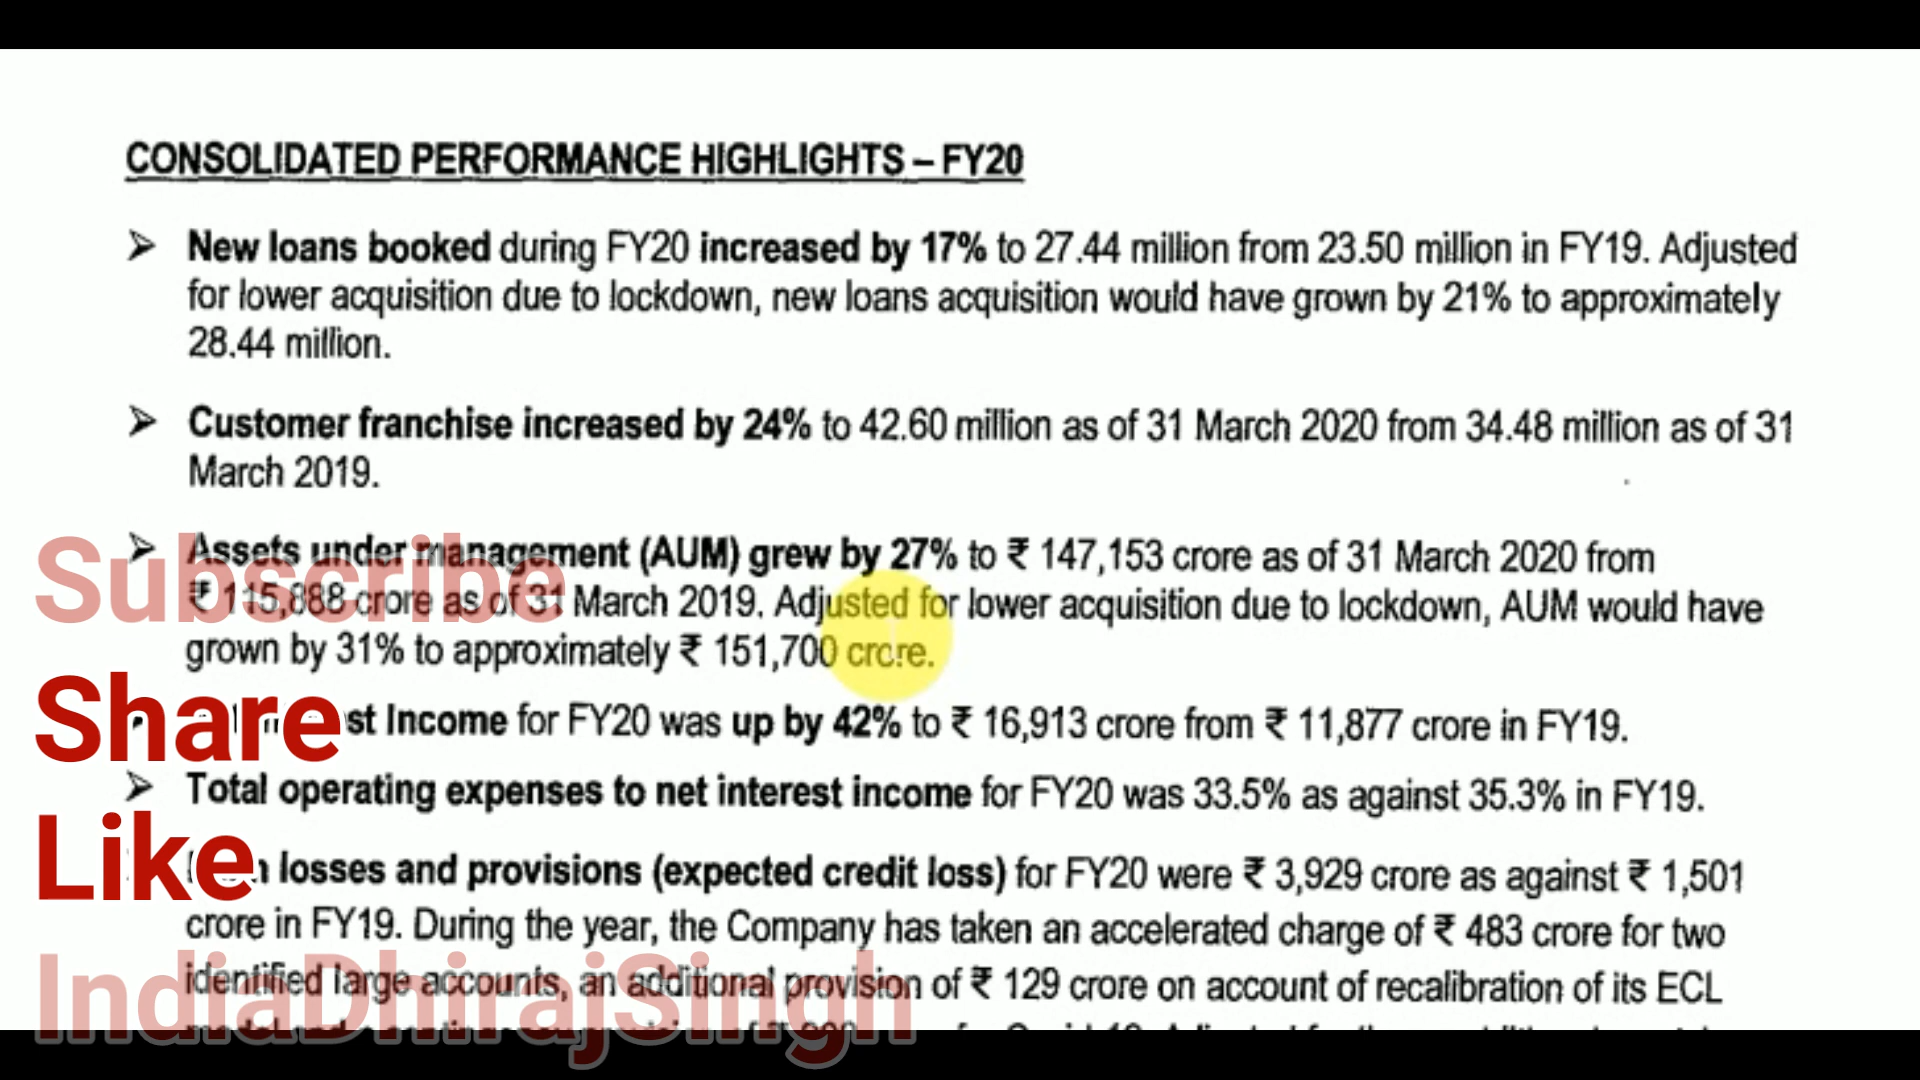 CONSOLIDATED PERFORMANCE HIGHLIGHTS – FY20
➢ New loans booked during FY20 increased by 17% to 27.44 million from 23.50 million in FY19. Adjusted
for lower acquisition due to lockdown, new loans acquisition would have grown by 21% to approximately
28.44 million.
➢ Customer franchise increased by 24% to 42.60 million as of 31 March 2020 from 34.48 million as of 31
March 2019.
➢ Assets under management (AUM) grew by 27% to ₹ 147,153 crore as of 31 March 2020 from
₹ 115,888 crore as of 31 March 2019. Adjusted for lower acquisition due to lockdown, AUM would have
grown by 31% to approximately ₹ 151,700 crore.
Income for FY20 was up by 42% to ₹ 16,913 crore from ₹ 11,877 crore in FY19.
➢ Total operating expenses to net interest income for FY20 was 33.5% as against 35.3% in FY19.
losses and provisions (expected credit loss) for FY20 were ₹ 3,929 crore as against ₹ 1,501
crore in FY19. During the year, the Company has taken an accelerated charge of ₹ 483 crore for two
identified large accounts, an additional provision of ₹ 129 crore on account of recalibration of its ECL
Subscribe
Share
Like
IndiaDhirajSingh